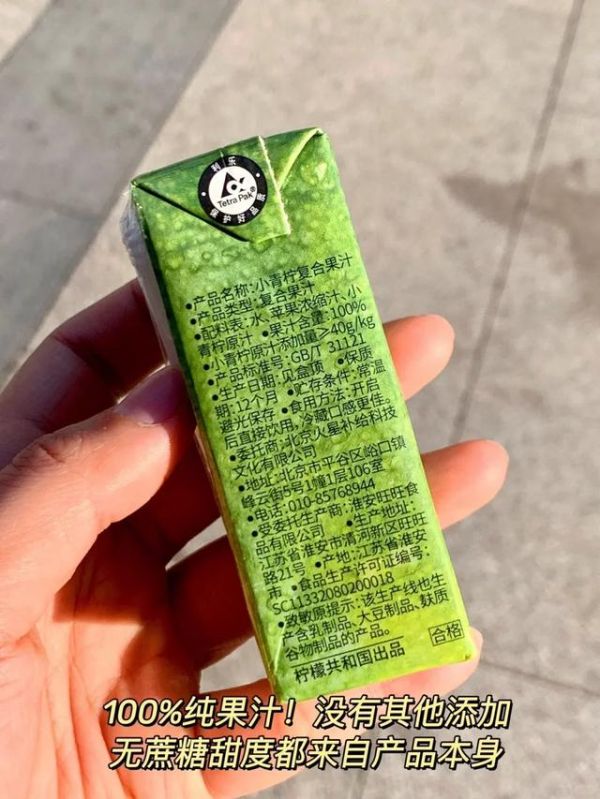 利乐
Tetra Pak®
保护好品质
•产品名称:小青柠复合果汁
•产品类型:复合果汁
•配料表:水、苹果浓缩汁、小
青柠原汁 •果汁含量:100%
•小青柠原汁添加量≥40g/kg
•产品标准号:GB/T 31121
•生产日期:见盒顶 •保质
期:12个月 •贮存条件:常温
避光保存 •食用方法:开启
后直接饮用,冷藏口感更佳。
•委托商:北京火星补给科技
文化有限公司
•地址:北京市平谷区峪口镇
峰云街5号1幢1层106室
•电话:010-85768944
•受委托生产商:淮安旺旺食
品有限公司 •生产地址:
江苏省淮安市清河新区旺旺
路21号 •产地:江苏省淮安
市 •食品生产许可证编号:
SC11332080200018
•致敏原提示:该生产线也生
产含乳制品、大豆制品、麸质
谷物制品的产品。
柠檬共和国出品
合格
100%纯果汁！没有其他添加
无蔗糖甜度都来自产品本身